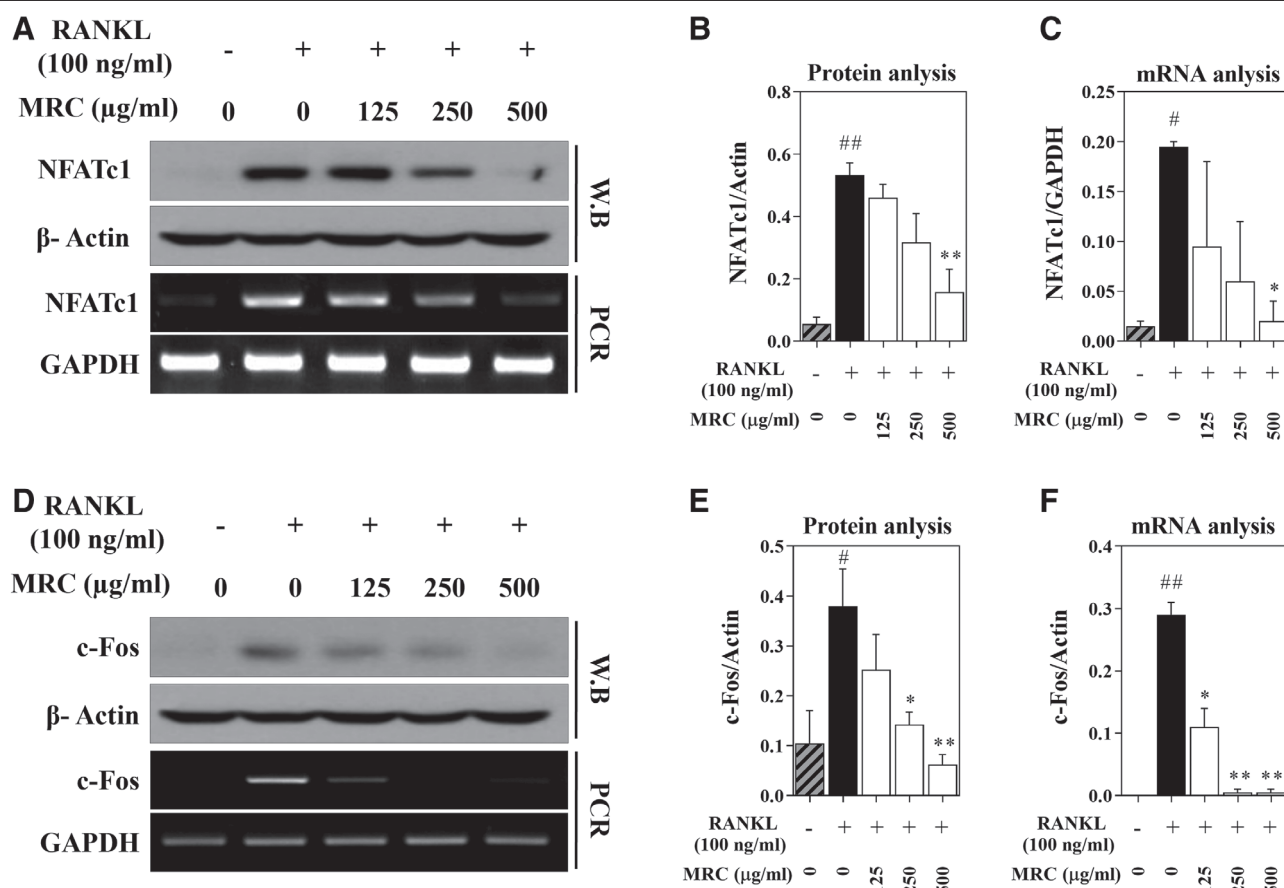 A
RANKL
(100 ng/ml)
- + + + +
MRC (µg/ml) 0 0 125 250 500
NFATc1
β- Actin
W.B
NFATc1
GAPDH
PCR
B
Protein anlysis
NFATc1/Actin
0.8
0.6
0.4
0.2
0.0
##
**
RANKL
(100 ng/ml)
- + + + +
MRC (µg/ml) 0 0 125 250 500
C
mRNA anlysis
NFATc1/GAPDH
0.25
0.20
0.15
0.10
0.05
0.00
#
*
RANKL
(100 ng/ml)
- + + + +
MRC (µg/ml) 0 0 125 250 500
D
RANKL
(100 ng/ml)
- + + + +
MRC (µg/ml) 0 0 125 250 500
c-Fos
β- Actin
W.B
c-Fos
GAPDH
PCR
E
Protein anlysis
c-Fos/Actin
0.5
0.4
0.3
0.2
0.1
0.0
#
*
**
RANKL
(100 ng/ml)
- + + + +
MRC (µg/ml) 0 0
F
mRNA anlysis
c-Fos/Actin
0.4
0.3
0.2
0.1
0.0
##
*
**
**
RANKL
(100 ng/ml)
- + + + +
MRC (µg/ml) 0 0